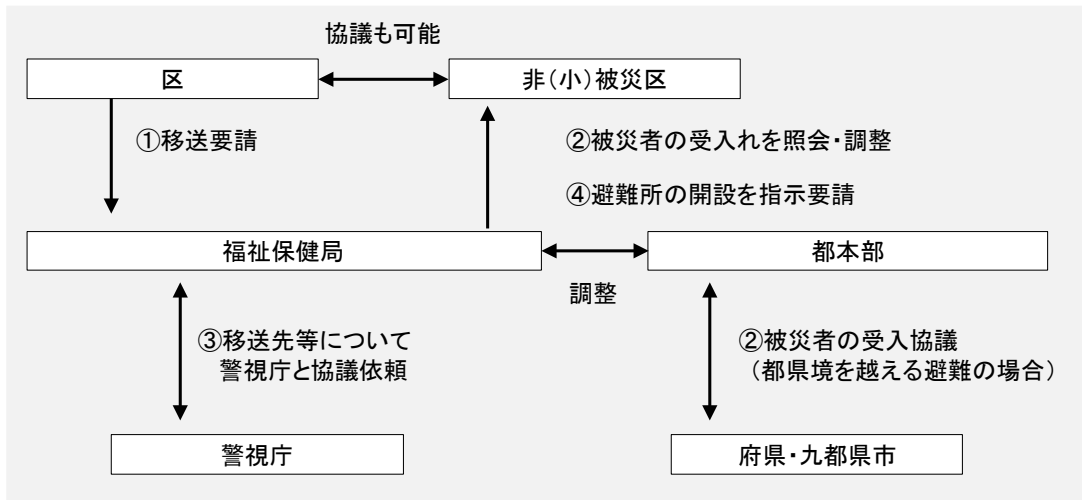 協議も可能
区
非(小)被災区
①移送要請
②被災者の受入れを照会・調整
④避難所の開設を指示要請
福祉保健局
都本部
調整
③移送先等について
警視庁と協議依頼
②被災者の受入協議
(都県境を越える避難の場合)
警視庁
府県・九都県市